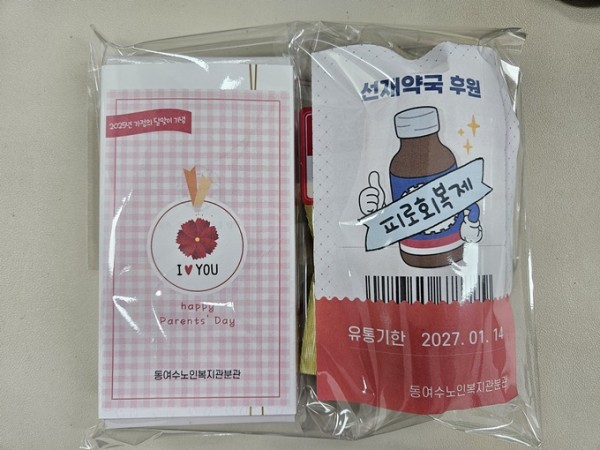 2025년 가정의 달맞이 기념
I ♥ YOU
happy
Parents' Day
동여수노인복지관분관
선재약국 후원
피로회복제
유통기한 2027. 01. 14
동여수노인복지관분관